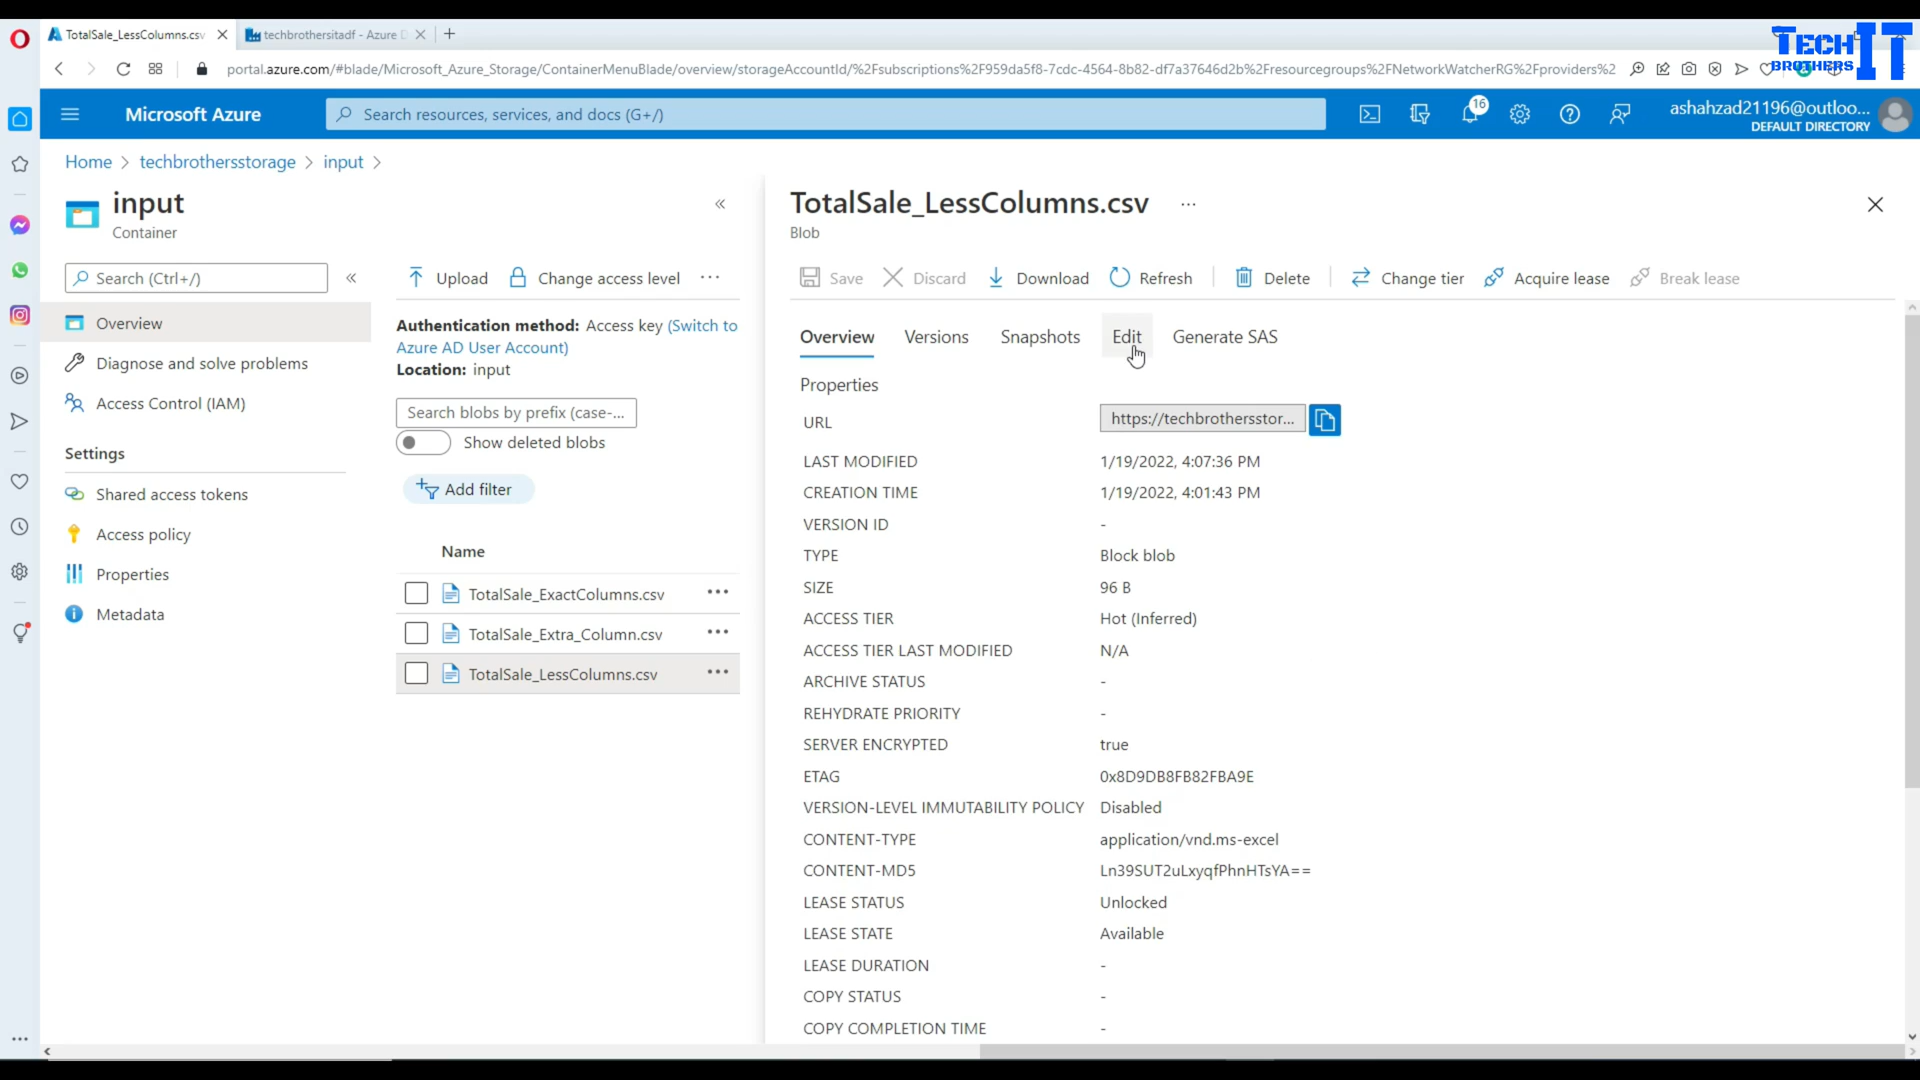 TotalSale_LessColumns.csv
techbrothersitadf - Azure D
TECH IT
BROTHERS
portal.azure.com/#blade/Microsoft_Azure_Storage/ContainerMenuBlade/overview/storageAccountId/%2Fsubscriptions%2F959da5f8-7cdc-4564-8b82-df7a37646d2b%2Fresourcegroups%2FNetworkWatcherRG%2Fproviders%2
Microsoft Azure
Search resources, services, and docs (G+/)
16
ashahzad21196@outloo...
DEFAULT DIRECTORY
Home > techbrothersstorage > input >
input
Container
Search (Ctrl+/)
Overview
Diagnose and solve problems
Access Control (IAM)
Settings
Shared access tokens
Access policy
Properties
Metadata
Upload
Change access level
Authentication method: Access key (Switch to
Azure AD User Account)
Location: input
Search blobs by prefix (case-...
Show deleted blobs
Add filter
Name
TotalSale_ExactColumns.csv
TotalSale_Extra_Column.csv
TotalSale_LessColumns.csv
TotalSale_LessColumns.csv
Blob
Save
Discard
Download
Refresh
Delete
Change tier
Acquire lease
Break lease
Overview
Versions
Snapshots
Edit
Generate SAS
Properties
URL https://techbrothersstor...
LAST MODIFIED 1/19/2022, 4:07:36 PM
CREATION TIME 1/19/2022, 4:01:43 PM
VERSION ID -
TYPE Block blob
SIZE 96 B
ACCESS TIER Hot (Inferred)
ACCESS TIER LAST MODIFIED N/A
ARCHIVE STATUS -
REHYDRATE PRIORITY -
SERVER ENCRYPTED true
ETAG 0x8D9DB8FB82FBA9E
VERSION-LEVEL IMMUTABILITY POLICY Disabled
CONTENT-TYPE application/vnd.ms-excel
CONTENT-MD5 Ln39SUT2uLxyqfPhnHTsYA==
LEASE STATUS Unlocked
LEASE STATE Available
LEASE DURATION -
COPY STATUS -
COPY COMPLETION TIME -